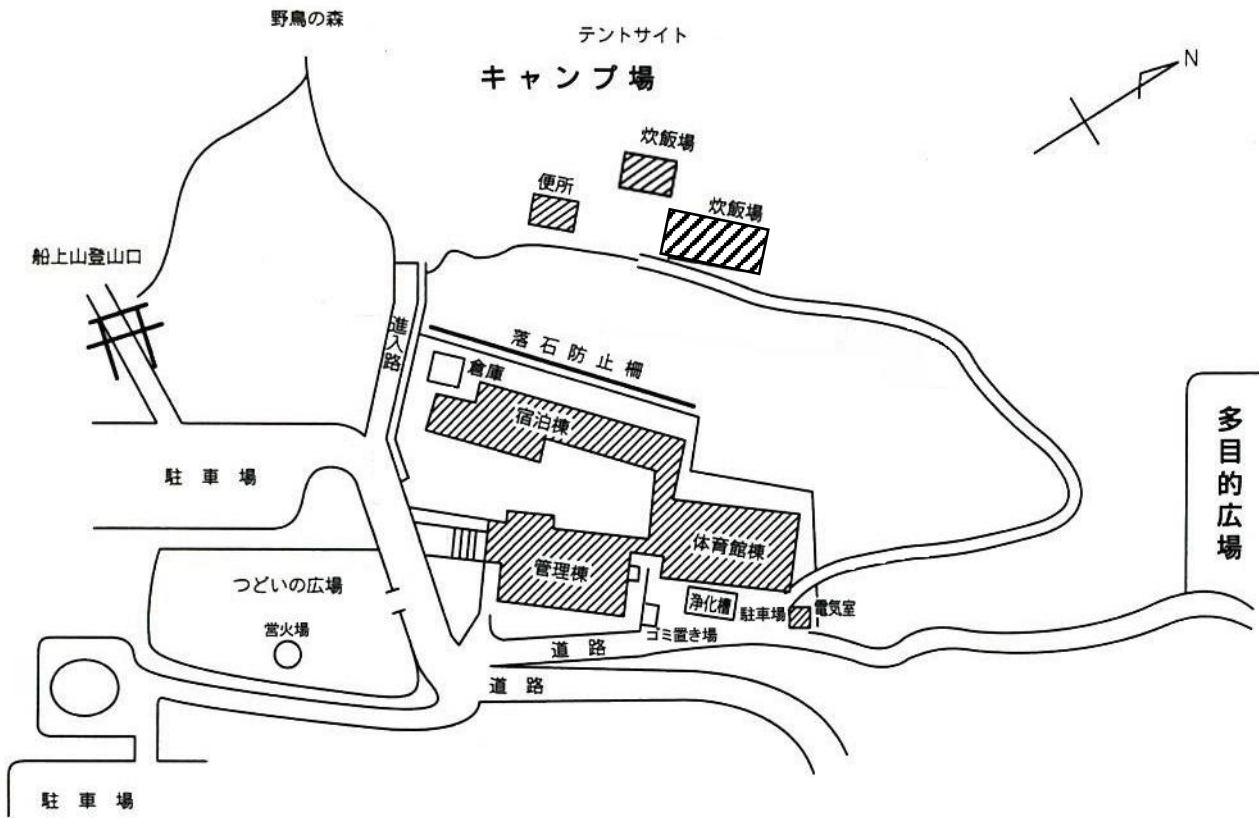 野鳥の森
テントサイト
キャンプ場
N
炊飯場
便所
炊飯場
船上山登山口
進入路
落石防止柵
倉庫
宿泊棟
多目的広場
駐車場
体育館棟
管理棟
つどいの広場
浄化槽
駐車場
電気室
営火場
ゴミ置き場
道路
道路
駐車場